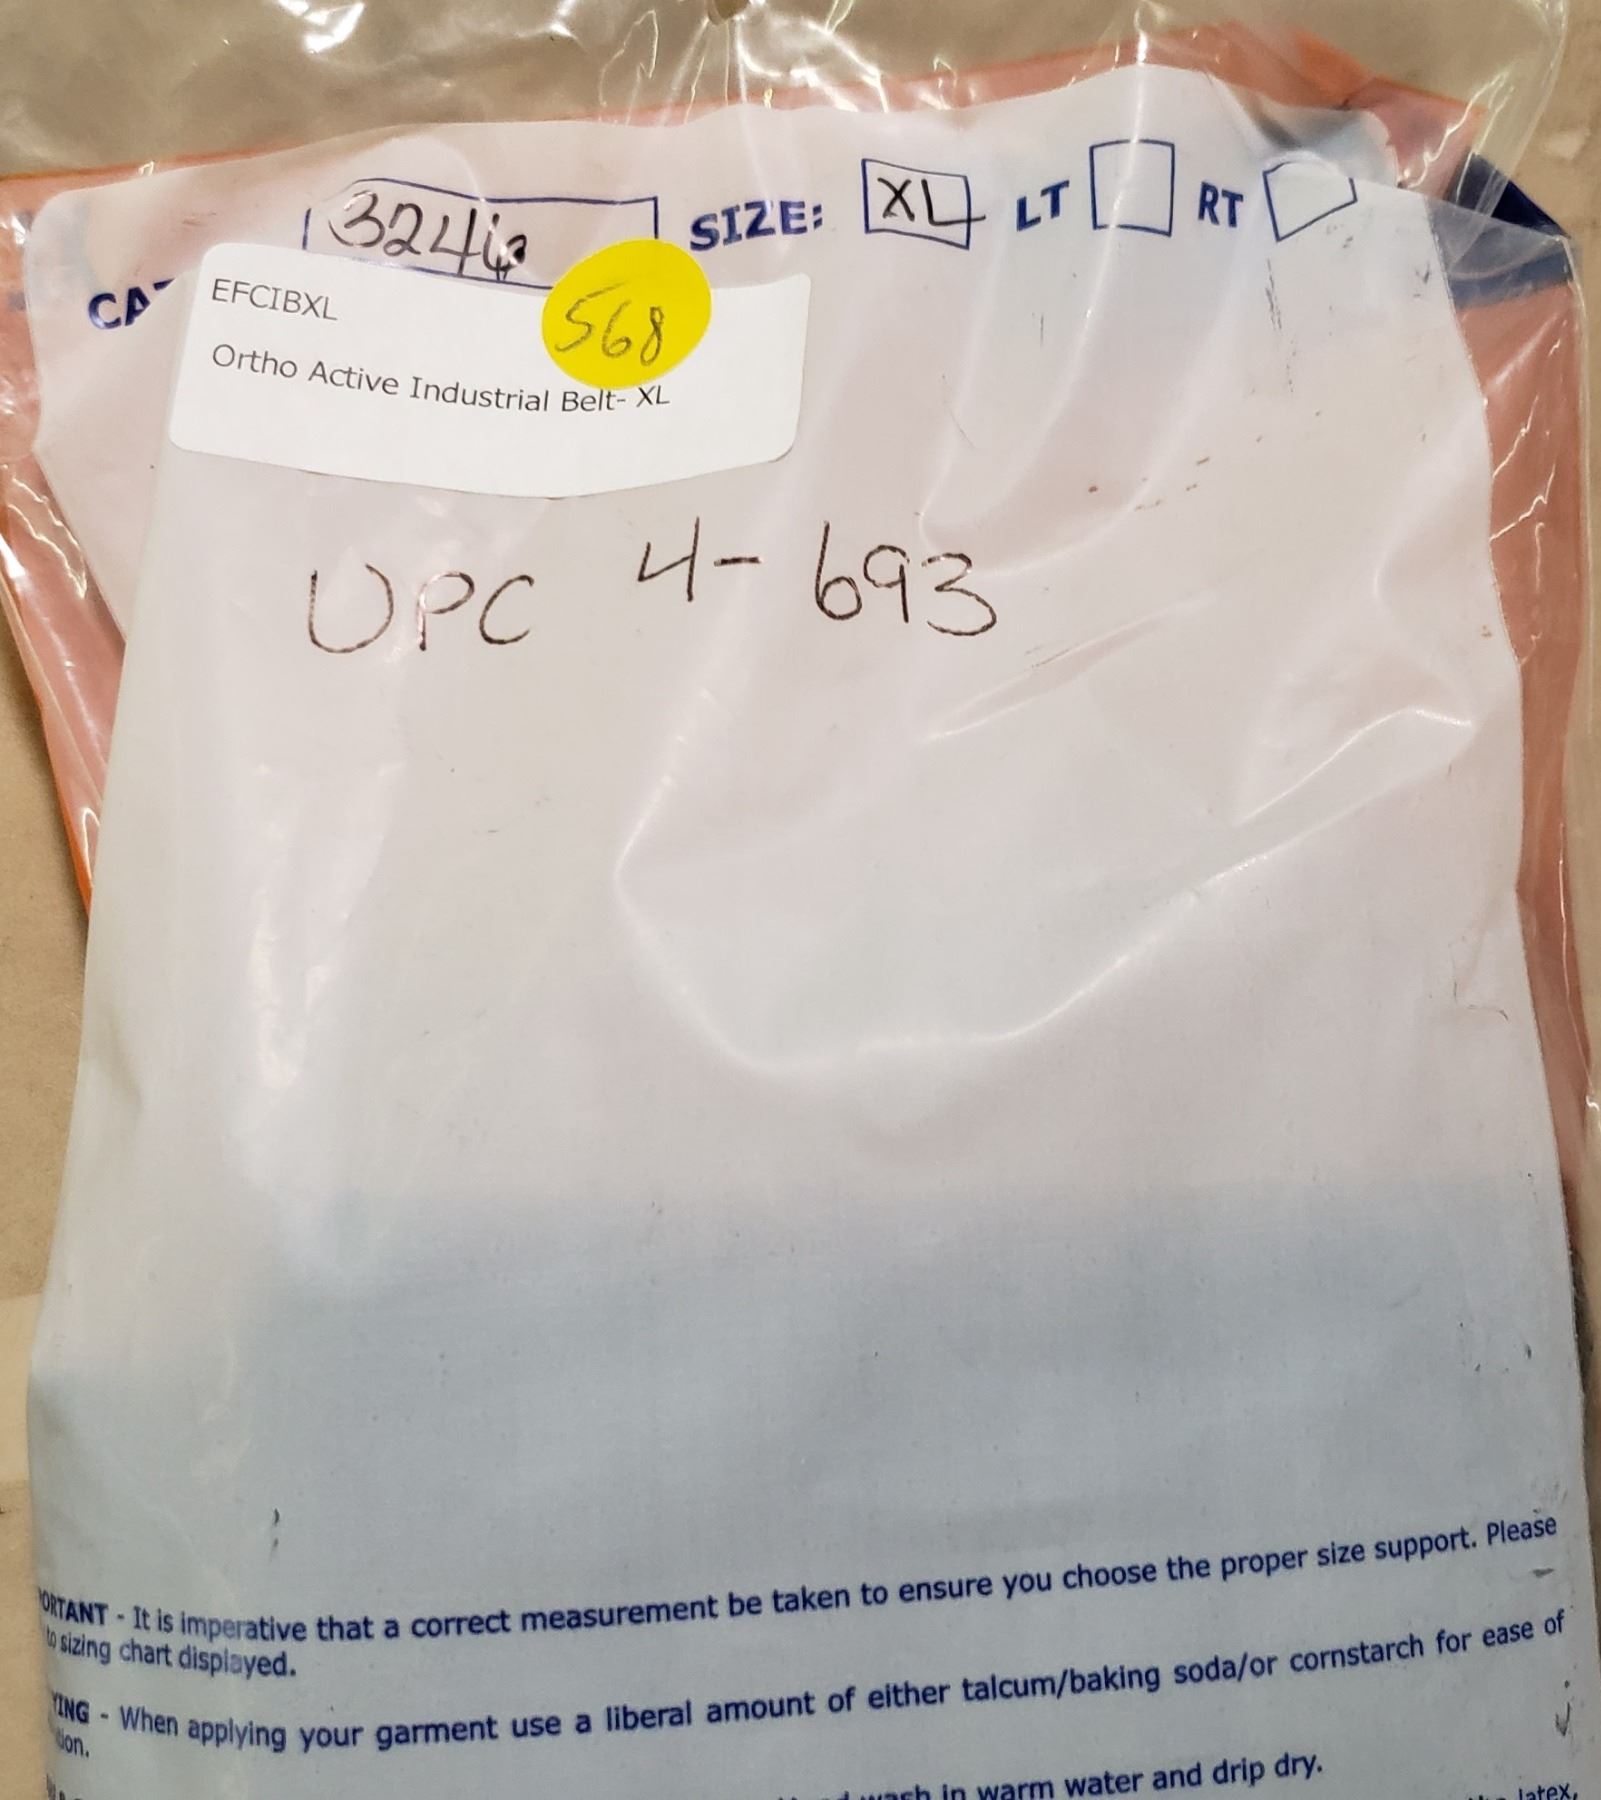 3246 SIZE: XL LT RT
EFCIBXL
568
Ortho Active Industrial Belt- XL
UPC 4-693
- It is imperative that a correct measurement be taken to ensure you choose the proper size support. Please
to sizing chart displayed.
- When applying your garment use a liberal amount of either talcum/baking soda/or cornstarch for ease of
in warm water and drip dry.
latex,